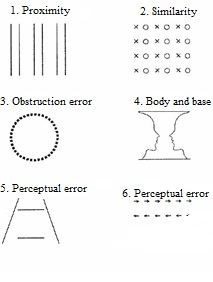 1. Proximity
2. Similarity
3. Obstruction error
4. Body and base
5. Perceptual error
6. Perceptual error